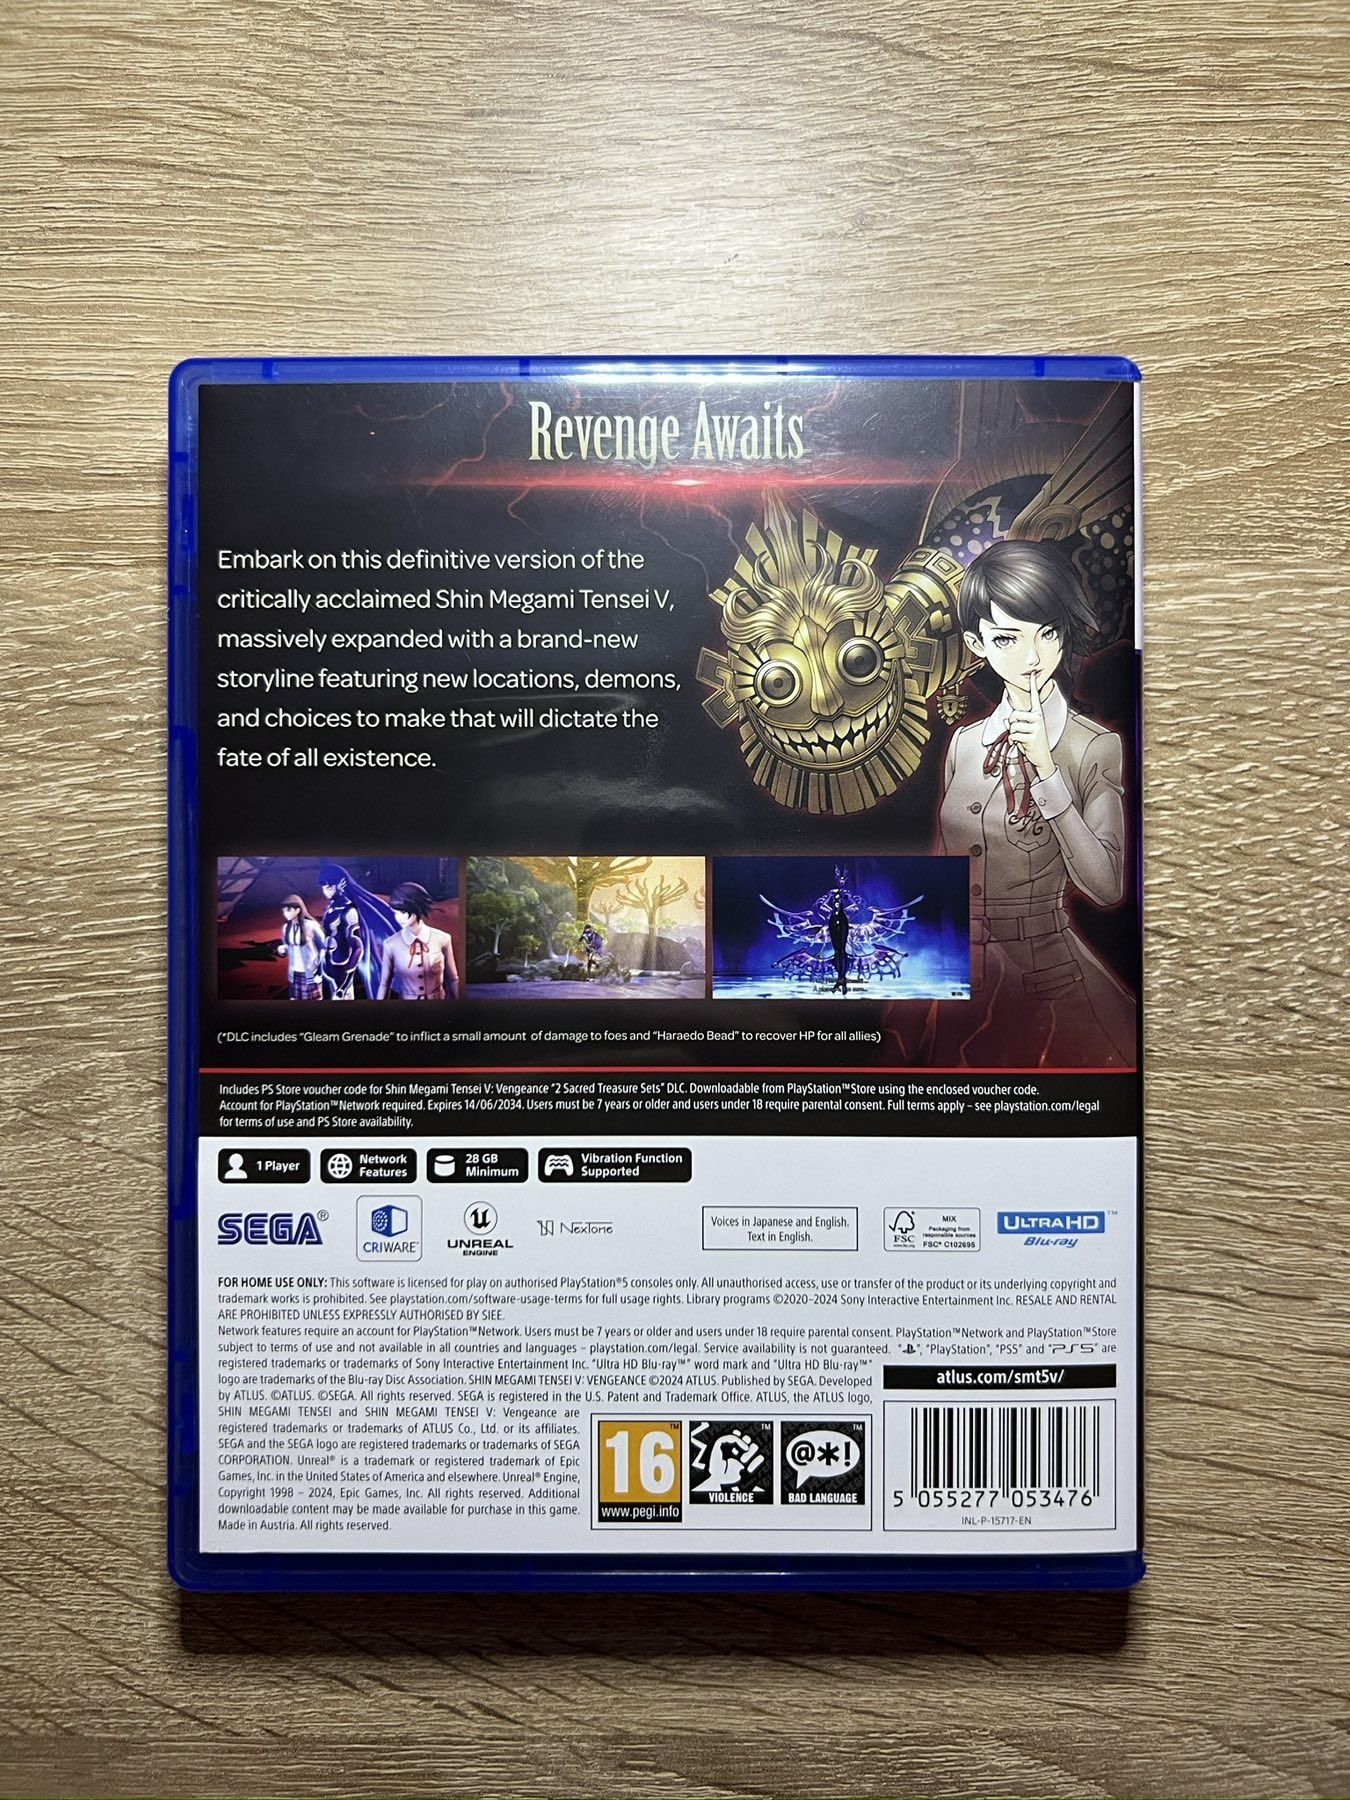 Revenge Awaits
Embark on this definitive version of the
critically acclaimed Shin Megami Tensei V,
massively expanded with a brand-new
storyline featuring new locations, demons,
and choices to make that will dictate the
fate of all existence.
(*DLC includes "Gleam Grenade" to inflict a small amount of damage to foes and "Haraedo Bead" to recover HP for all allies)
Includes PS Store voucher code for Shin Megami Tensei V: Vengeance "2 Sacred Treasure Sets" DLC. Downloadable from PlayStation™Store using the enclosed voucher code.
Account for PlayStation™Network required. Expires 14/06/2034. Users must be 7 years or older and users under 18 require parental consent. Full terms apply – see playstation.com/legal
for terms of use and PS Store availability.
1 Player
Network
Features
28 GB
Minimum
Vibration Function
Supported
SEGA®
CRIWARE™
UNREAL
ENGINE
NexTone
Voices in Japanese and English.
Text in English.
FSC
MIX
Packaging from
responsible sources
FSC® C102695
ULTRA HD™
Blu-ray
FOR HOME USE ONLY: This software is licensed for play on authorised PlayStation®5 consoles only. All unauthorised access, use or transfer of the product or its underlying copyright and
trademark works is prohibited. See playstation.com/software-usage-terms for full usage rights. Library programs ©2020–2024 Sony Interactive Entertainment Inc. RESALE AND RENTAL
ARE PROHIBITED UNLESS EXPRESSLY AUTHORISED BY SIEE.
Network features require an account for PlayStation™Network. Users must be 7 years or older and users under 18 require parental consent. PlayStation™Network and PlayStation™Store
subject to terms of use and not available in all countries and languages – playstation.com/legal. Service availability is not guaranteed. "", "PlayStation", "PS5" and "PS5" are
registered trademarks or trademarks of Sony Interactive Entertainment Inc. "Ultra HD Blu-ray™" word mark and "Ultra HD Blu-ray™"
logo are trademarks of the Blu-ray Disc Association. SHIN MEGAMI TENSEI V: VENGEANCE ©2024 ATLUS. Published by SEGA. Developed
by ATLUS. ©ATLUS. ©SEGA. All rights reserved. SEGA is registered in the U.S. Patent and Trademark Office. ATLUS, the ATLUS logo,
SHIN MEGAMI TENSEI and SHIN MEGAMI TENSEI V: Vengeance are
registered trademarks or trademarks of ATLUS Co., Ltd. or its affiliates.
SEGA and the SEGA logo are registered trademarks or trademarks of SEGA
CORPORATION. Unreal® is a trademark or registered trademark of Epic
Games, Inc. in the United States of America and elsewhere. Unreal® Engine,
Copyright 1998 – 2024, Epic Games, Inc. All rights reserved. Additional
downloadable content may be made available for purchase in this game.
Made in Austria. All rights reserved.
atlus.com/smt5v/
16
www.pegi.info
VIOLENCE
@*!
BAD LANGUAGE
5 055277 053476
INL-P-15717-EN